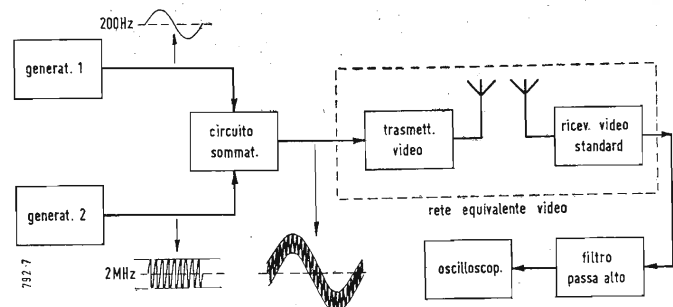 200Hz
generat. 1
circuito
sommat.
trasmett.
video
ricev. video
standard
generat. 2
rete equivalente video
2MHz
oscilloscop.
filtro
passa alto
792·7